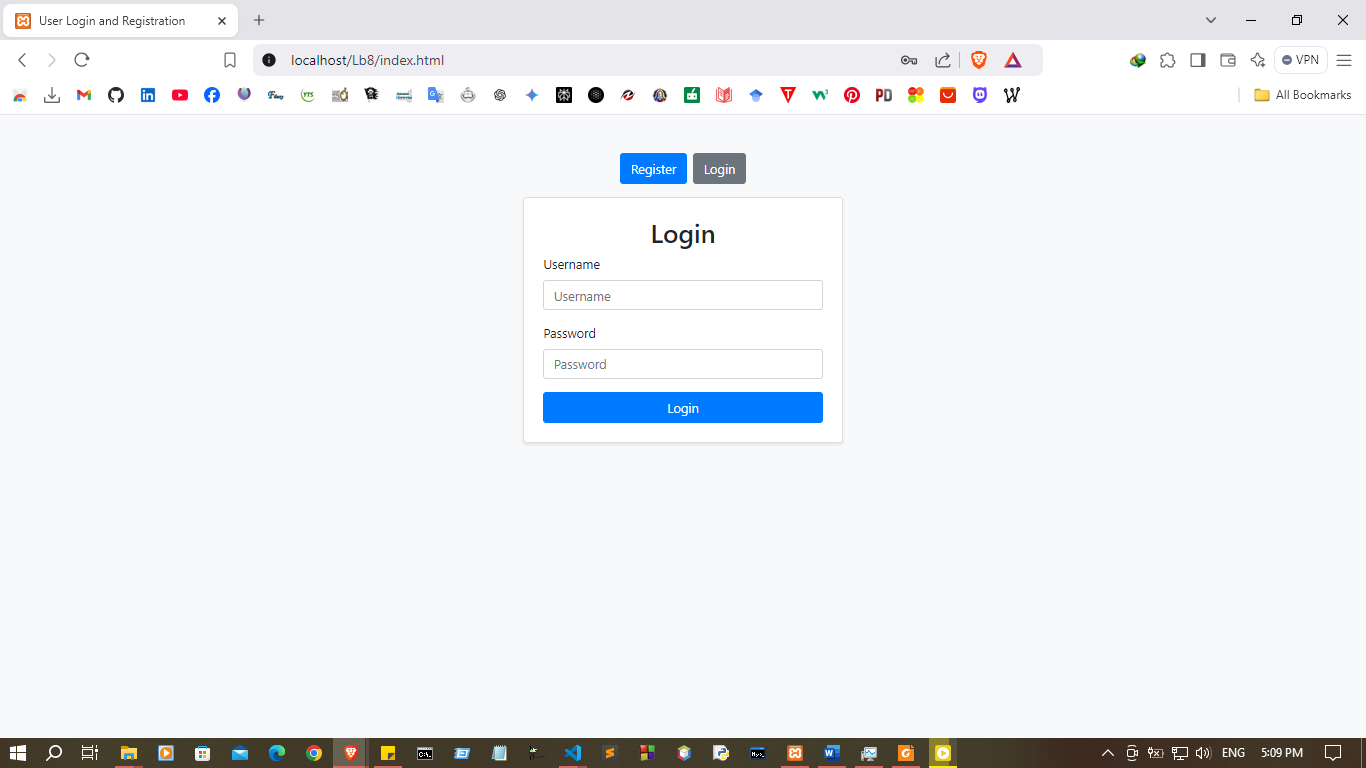 User Login and Registration
localhost/Lb8/index.html
VPN
All Bookmarks
Register
Login
Login
Username
Username
Password
Password
Login
ENG
5:09 PM